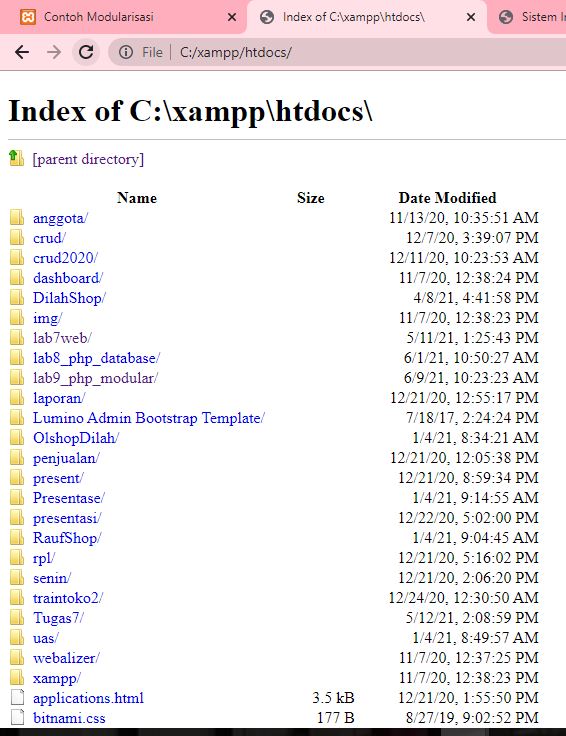 Contoh Modularisasi
Index of C:\xampp\htdocs\
Sistem In
File | C:/xampp/htdocs/
Index of C:\xampp\htdocs\
[parent directory]
Name Size Date Modified
anggota/ 11/13/20, 10:35:51 AM
crud/ 12/7/20, 3:39:07 PM
crud2020/ 12/11/20, 10:23:53 AM
dashboard/ 11/7/20, 12:38:24 PM
DilahShop/ 4/8/21, 4:41:58 PM
img/ 11/7/20, 12:38:23 PM
lab7web/ 5/11/21, 1:25:43 PM
lab8_php_database/ 6/1/21, 10:50:27 AM
lab9_php_modular/ 6/9/21, 10:23:23 AM
laporan/ 12/21/20, 12:55:17 PM
Lumino Admin Bootstrap Template/ 7/18/17, 2:24:24 PM
OlshopDilah/ 1/4/21, 8:34:21 AM
penjualan/ 12/21/20, 12:05:38 PM
present/ 12/21/20, 8:59:34 PM
Presentase/ 1/4/21, 9:14:55 AM
presentasi/ 12/22/20, 5:02:00 PM
RaufShop/ 1/4/21, 9:04:45 AM
rpl/ 12/21/20, 5:16:02 PM
senin/ 12/21/20, 2:06:20 PM
traintoko2/ 12/24/20, 12:30:50 AM
Tugas7/ 5/12/21, 2:08:59 PM
uas/ 1/4/21, 8:49:57 AM
webalizer/ 11/7/20, 12:37:25 PM
xampp/ 11/7/20, 12:38:23 PM
applications.html 3.5 kB 12/21/20, 1:55:50 PM
bitnami.css 177 B 8/27/19, 9:02:52 PM